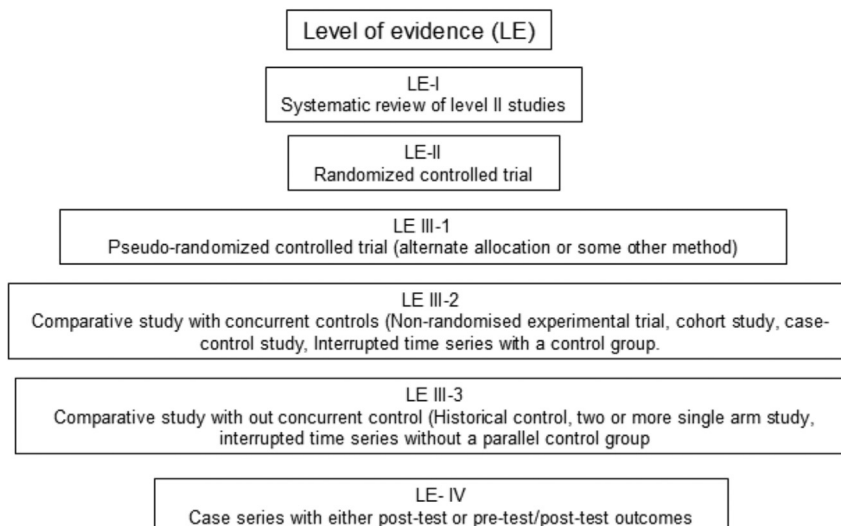 Level of evidence (LE)
LE-I
Systematic review of level II studies
LE-II
Randomized controlled trial
LE III-1
Pseudo-randomized controlled trial (alternate allocation or some other method)
LE III-2
Comparative study with concurrent controls (Non-randomised experimental trial, cohort study, case-
control study, Interrupted time series with a control group.
LE III-3
Comparative study with out concurrent control (Historical control, two or more single arm study,
interrupted time series without a parallel control group
LE- IV
Case series with either post-test or pre-test/post-test outcomes